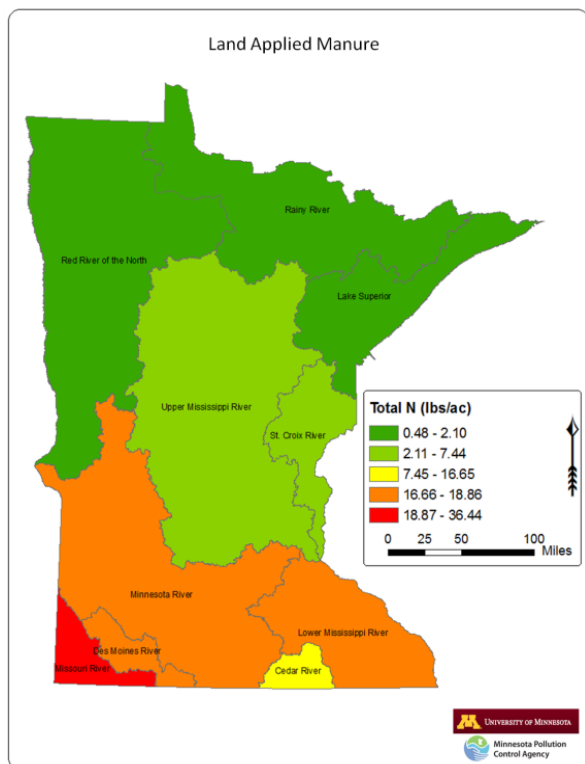 Land Applied Manure
Rainy River
Red River of the North
Lake Superior
Upper Mississippi River
St. Croix River
Total N (lbs/ac)
0.48 - 2.10
2.11 - 7.44
7.45 - 16.65
16.66 - 18.86
18.87 - 36.44
0 25 50 100
Miles
Minnesota River
Lower Mississippi River
Des Moines River
Missouri River
Cedar River
M UNIVERSITY OF MINNESOTA
Minnesota Pollution
Control Agency